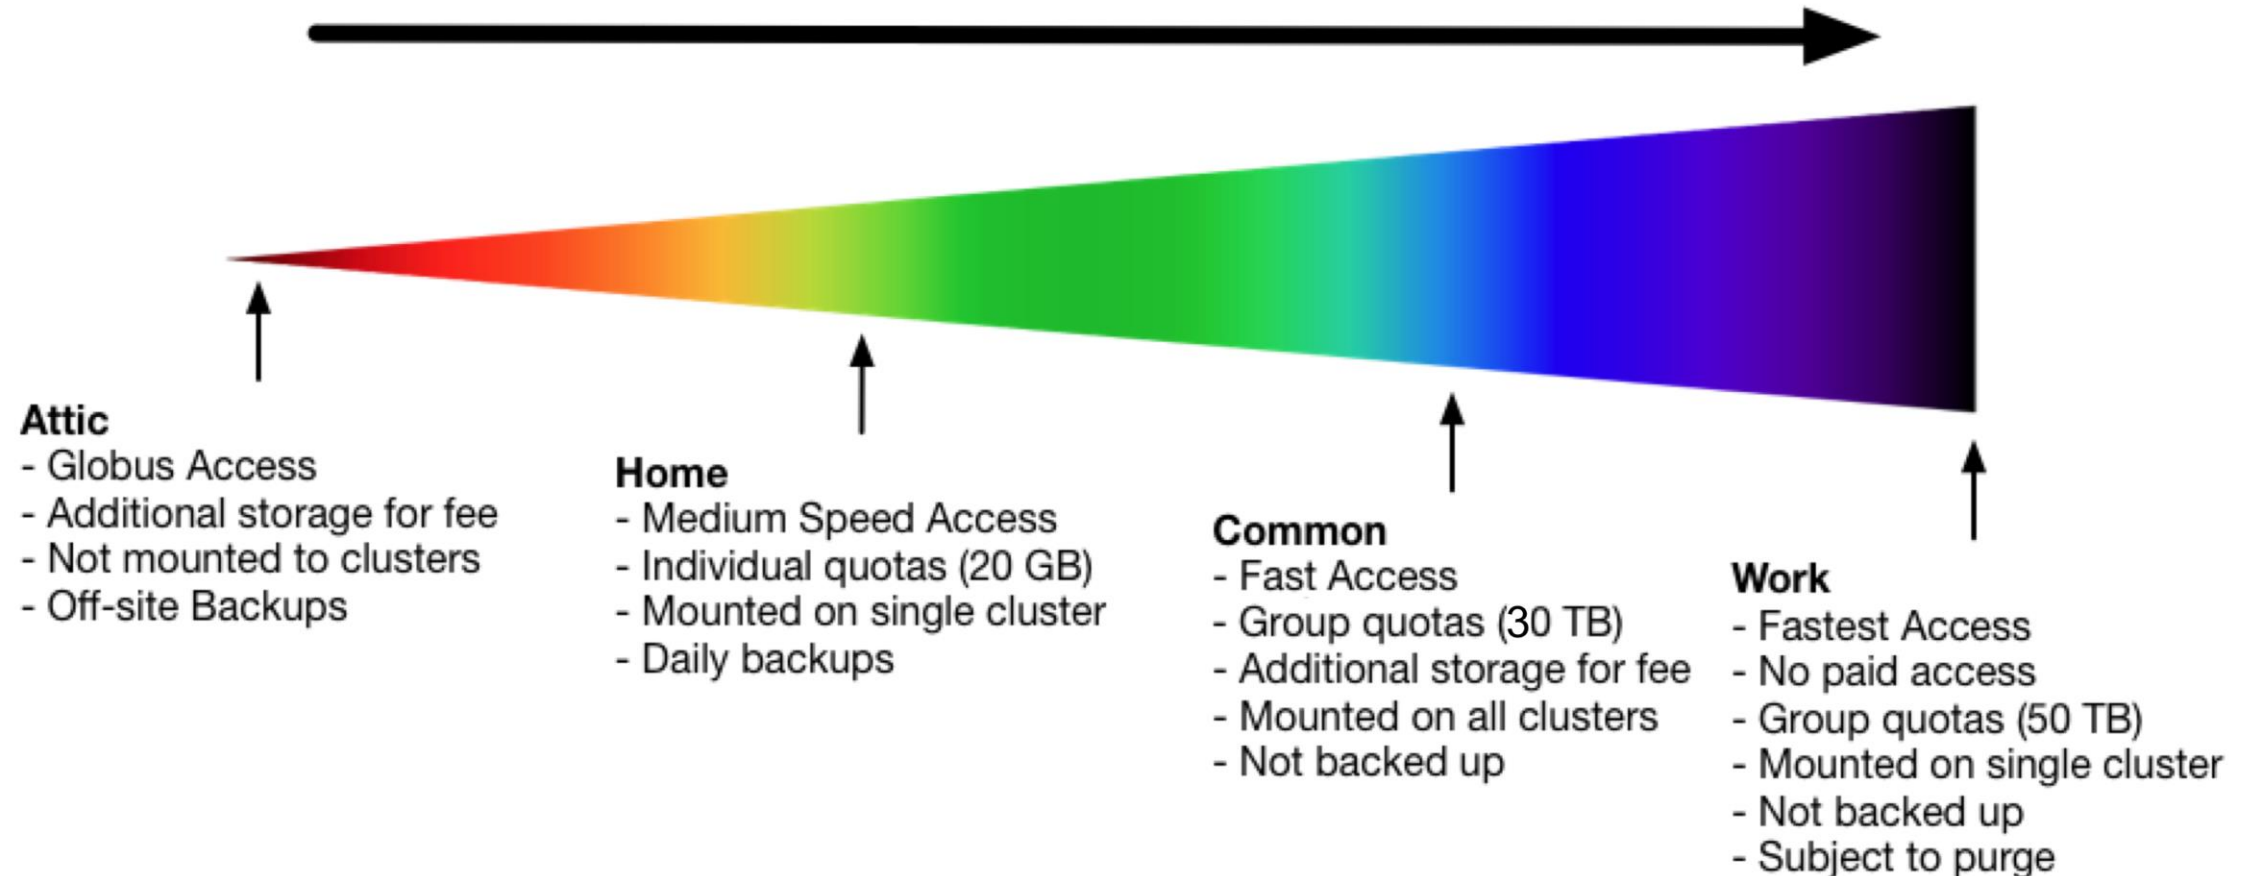 Attic
- Globus Access
- Additional storage for fee
- Not mounted to clusters
- Off-site Backups
Home
- Medium Speed Access
- Individual quotas (20 GB)
- Mounted on single cluster
- Daily backups
Common
- Fast Access
- Group quotas (30 TB)
- Additional storage for fee
- Mounted on all clusters
- Not backed up
Work
- Fastest Access
- No paid access
- Group quotas (50 TB)
- Mounted on single cluster
- Not backed up
- Subject to purge